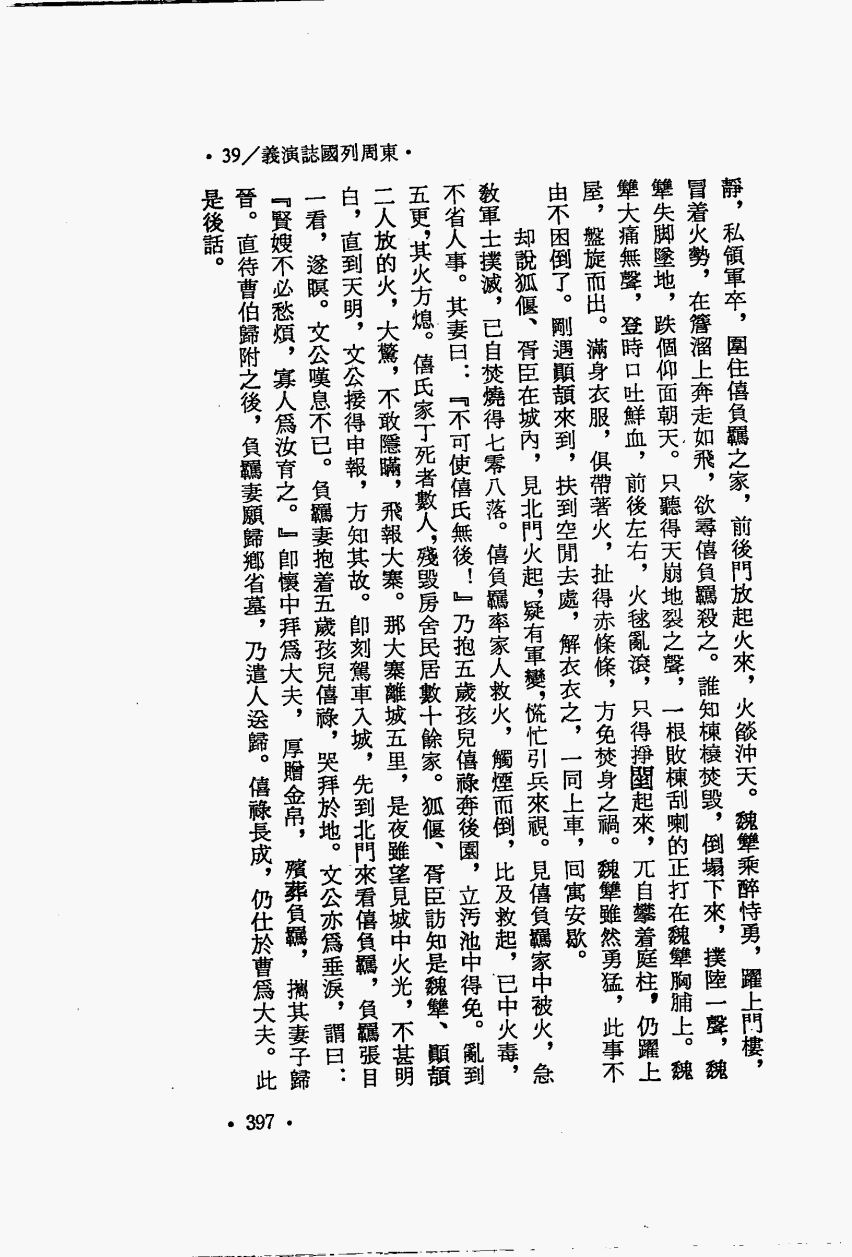 •東周列國誌演義/39•
靜，私領軍卒，圍住僖負羈之家，前後門放起火來，火燄沖天。魏犨乘醉恃勇，躍上門樓，
冒着火勢，在簷溜上奔走如飛，欲尋僖負羈殺之。誰知棟榱焚毀，倒塌下來，撲陸一聲，魏
犨失脚墜地，跌個仰面朝天。只聽得天崩地裂之聲，一根敗棟刮喇的正打在魏犨胸脯上。魏
犨大痛無聲，登時口吐鮮血，前後左右，火毬亂滾，只得掙𨴯起來，兀自攀着庭柱，仍躍上
屋，盤旋而出。滿身衣服，俱帶著火，扯得赤條條，方免焚身之禍。魏犨雖然勇猛，此事不
由不困倒了。剛遇顚頡來到，扶到空閒去處，解衣衣之，一同上車，囘寓安歇。
却說狐偃、胥臣在城內，見北門火起，疑有軍變，慌忙引兵來視。見僖負羈家中被火，急
敎軍士撲滅，已自焚燒得七零八落。僖負羈率家人救火，觸煙而倒，比及救起，已中火毒，
不省人事。其妻曰：『不可使僖氏無後！』乃抱五歲孩兒僖祿奔後園，立污池中得免。亂到
五更，其火方熄。僖氏家丁死者數人，殘毀房舍民居數十餘家。狐偃、胥臣訪知是魏犨、顚頡
二人放的火，大驚，不敢隱瞞，飛報大寨。那大寨離城五里，是夜雖望見城中火光，不甚明
白，直到天明，文公接得申報，方知其故。卽刻駕車入城，先到北門來看僖負羈，負羈張目
一看，遂瞑。文公嘆息不已。負羈妻抱着五歲孩兒僖祿，哭拜於地。文公亦爲垂淚，謂曰：
『賢嫂不必愁煩，寡人爲汝育之。』卽懷中拜爲大夫，厚贈金帛，殯葬負羈，攜其妻子歸
晉。直待曹伯歸附之後，負羈妻願歸鄉省墓，乃遣人送歸。僖祿長成，仍仕於曹爲大夫。此
是後話。
•397•